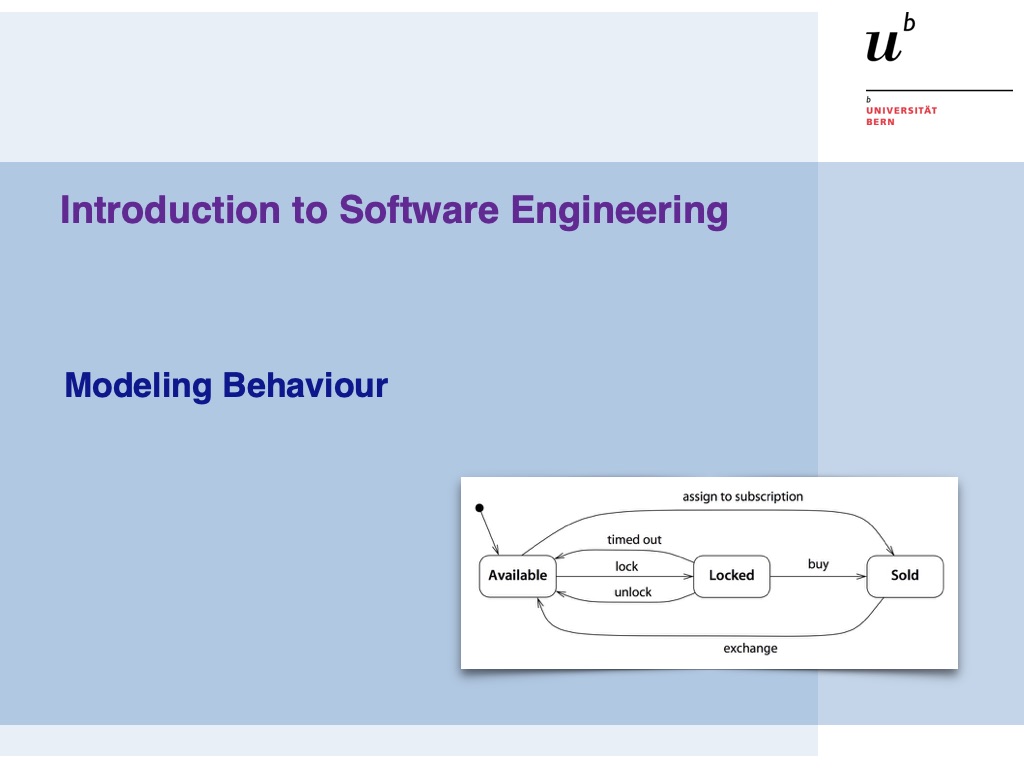 u b
b
UNIVERSITÄT
BERN
Introduction to Software Engineering
Modeling Behaviour
assign to subscription
timed out
lock
Available
Locked
buy
Sold
unlock
exchange